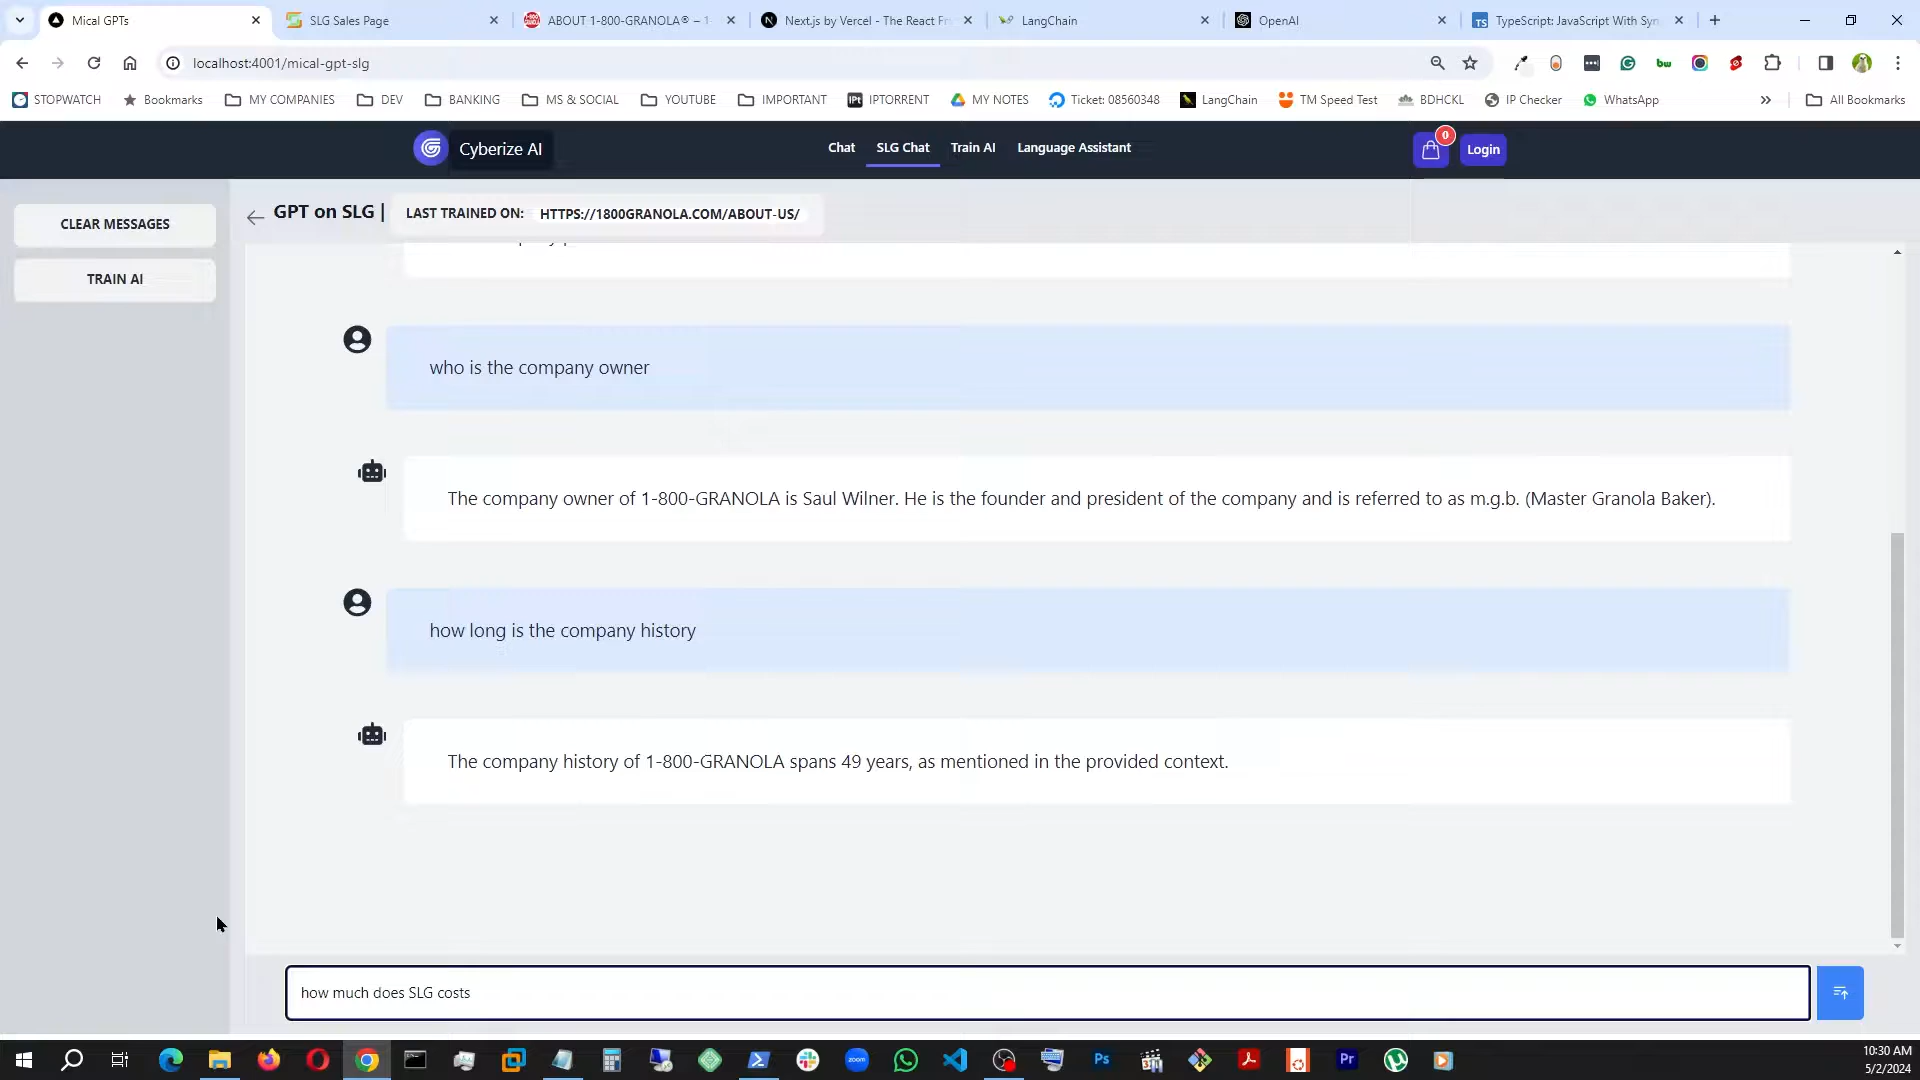 Mical GPTs
SLG Sales Page
ABOUT 1-800-GRANOLA® – 1-
Next.js by Vercel - The React Fr
LangChain
OpenAI
TypeScript: JavaScript With Syn
localhost:4001/mical-gpt-slg
STOPWATCH
Bookmarks
MY COMPANIES
DEV
BANKING
MS & SOCIAL
YOUTUBE
IMPORTANT
IPTORRENT
MY NOTES
Ticket: 08560348
LangChain
TM Speed Test
BDHCKL
IP Checker
WhatsApp
All Bookmarks
Cyberize AI
Chat
SLG Chat
Train AI
Language Assistant
0
Login
CLEAR MESSAGES
TRAIN AI
GPT on SLG |
LAST TRAINED ON: HTTPS://1800GRANOLA.COM/ABOUT-US/
who is the company owner
The company owner of 1-800-GRANOLA is Saul Wilner. He is the founder and president of the company and is referred to as m.g.b. (Master Granola Baker).
how long is the company history
The company history of 1-800-GRANOLA spans 49 years, as mentioned in the provided context.
how much does SLG costs
10:30 AM
5/2/2024